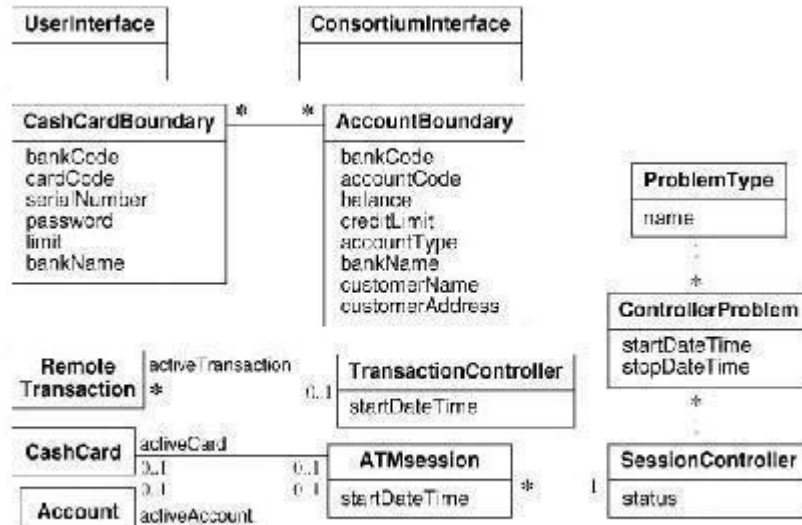 UserInterface
ConsortiumInterface
CashCardBoundary
* *
AccountBoundary
bankCode
cardCode
serialNumber
password
limit
bankName
bankCode
accountCode
balance
creditLimit
accountType
bankName
customerName
customerAddress
ProblemType
name
*
ControllerProblem
startDateTime
stopDateTime
*
Remote
Transaction
activeTransaction
*
0..1
TransactionController
startDateTime
CashCard
activeCard
0..1
0..1
ATMsession
startDateTime
0..1
0..1
Account
activeAccount
*
1
SessionController
status